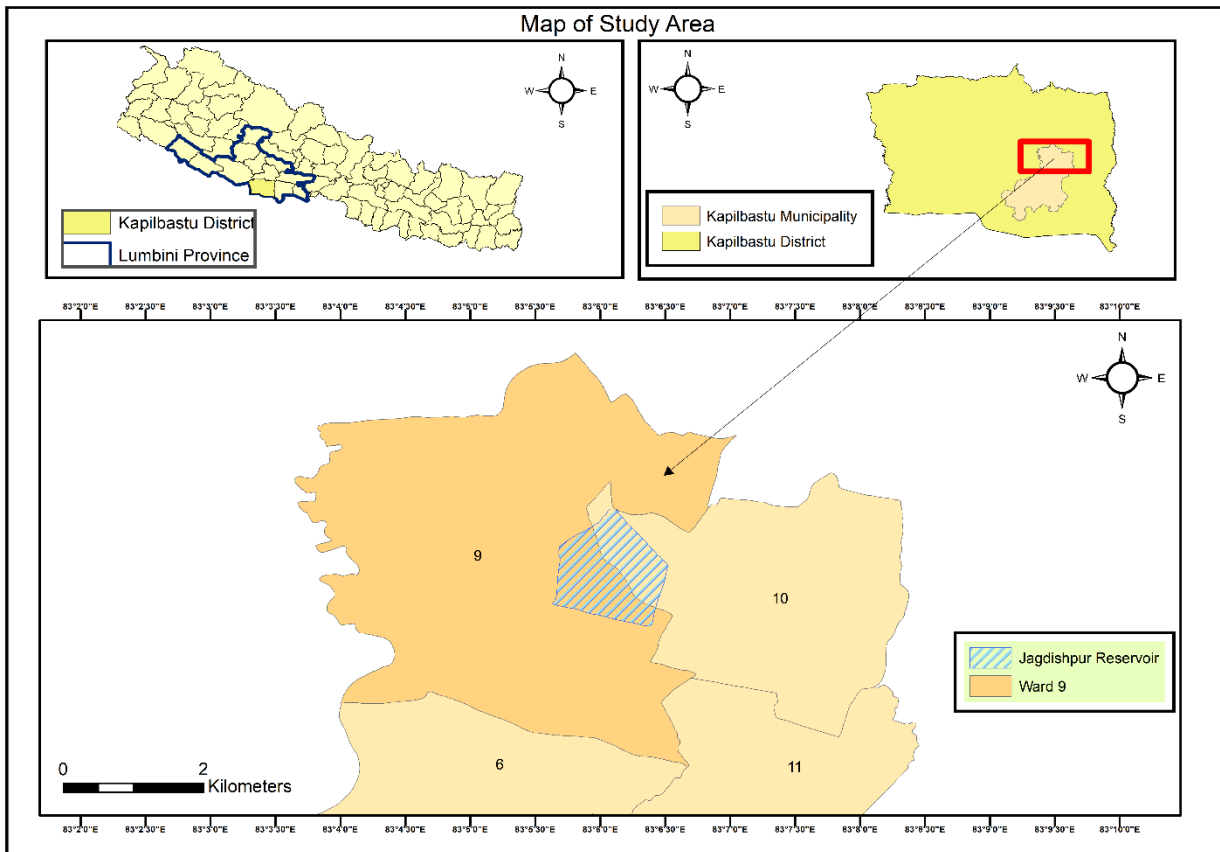 Map of Study Area
N
W E
S
Kapilbastu District
Lumbini Province
N
W E
S
Kapilbastu Municipality
Kapilbastu District
83°2'0"E 83°2'30"E 83°3'0"E 83°3'30"E 83°4'0"E 83°4'30"E 83°5'0"E 83°5'30"E 83°6'0"E 83°6'30"E 83°7'0"E 83°7'30"E 83°8'0"E 83°8'30"E 83°9'0"E 83°9'30"E 83°10'0"E
N
W E
S
9
10
Jagdishpur Reservoir
Ward 9
6
11
0 2
Kilometers
83°2'0"E 83°2'30"E 83°3'0"E 83°3'30"E 83°4'0"E 83°4'30"E 83°5'0"E 83°5'30"E 83°6'0"E 83°6'30"E 83°7'0"E 83°7'30"E 83°8'0"E 83°8'30"E 83°9'0"E 83°9'30"E 83°10'0"E